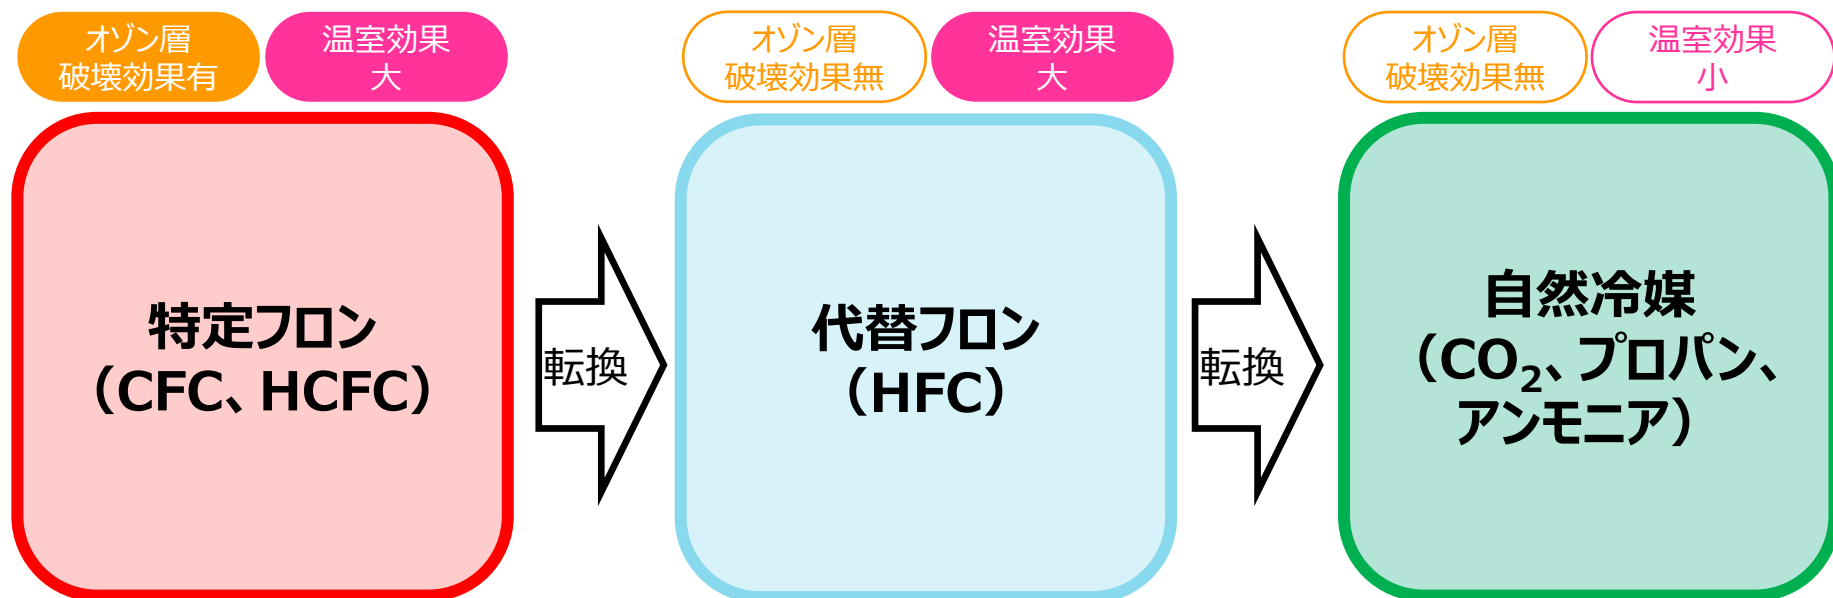 オゾン層
破壊効果有
温室効果
大
オゾン層
破壊効果無
温室効果
大
オゾン層
破壊効果無
温室効果
小
特定フロン
（CFC、HCFC）
転換
代替フロン
（HFC）
転換
自然冷媒
（CO₂、プロパン、
アンモニア）